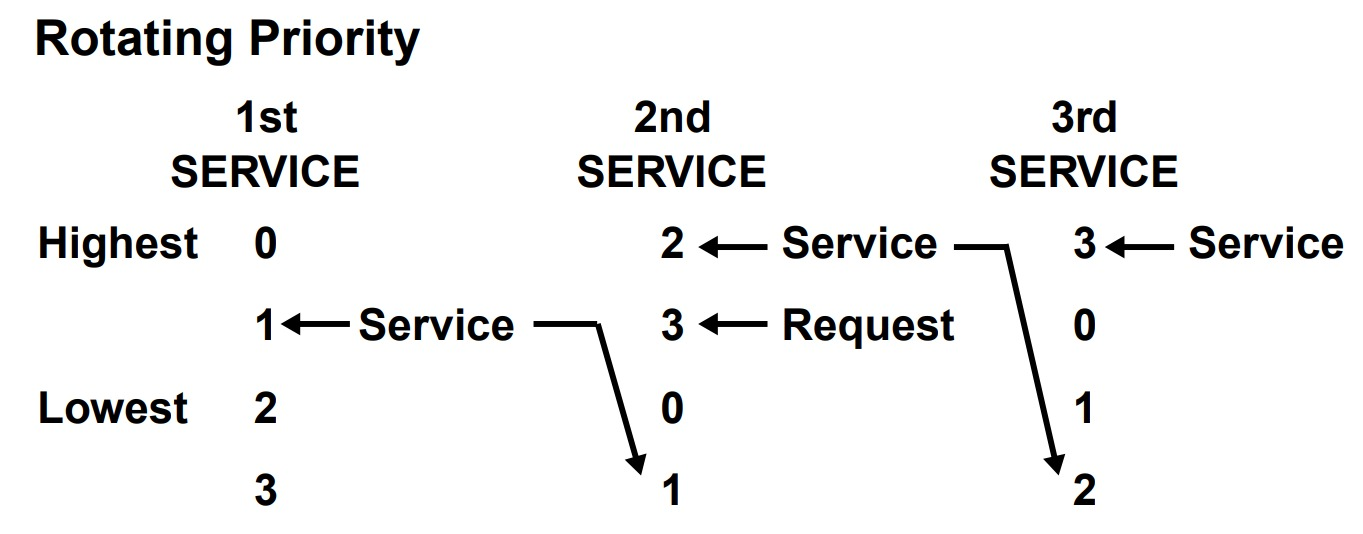 Rotating Priority
1st 2nd 3rd
SERVICE SERVICE SERVICE
Highest 0 2 Service 3 Service
1 Service 3 Request 0
Lowest 2 0 1
3 1 2